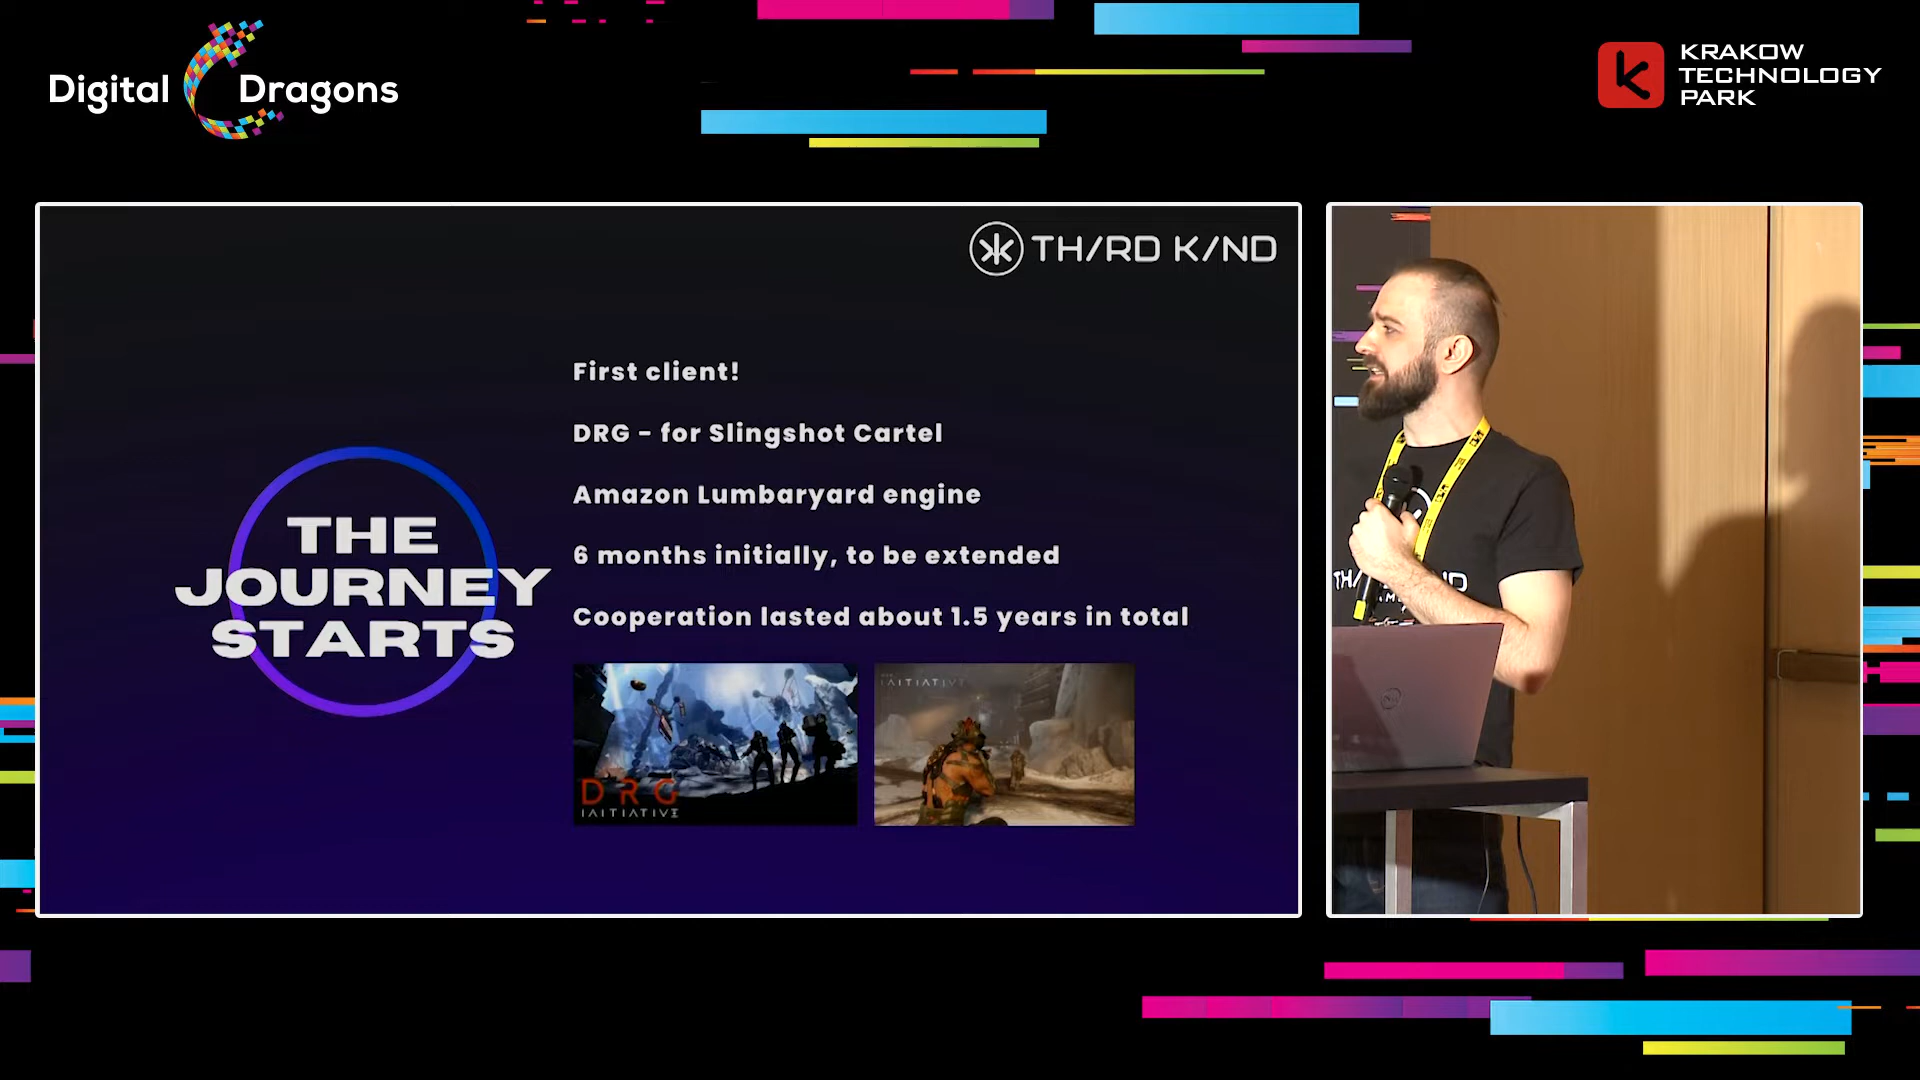 Digital Dragons
KRAKOW
TECHNOLOGY
PARK
TH/RD K/ND
THE
JOURNEY
STARTS
First client!
DRG - for Slingshot Cartel
Amazon Lumbaryard engine
6 months initially, to be extended
Cooperation lasted about 1.5 years in total
DRG
INITIATIVE
INITIATIVE